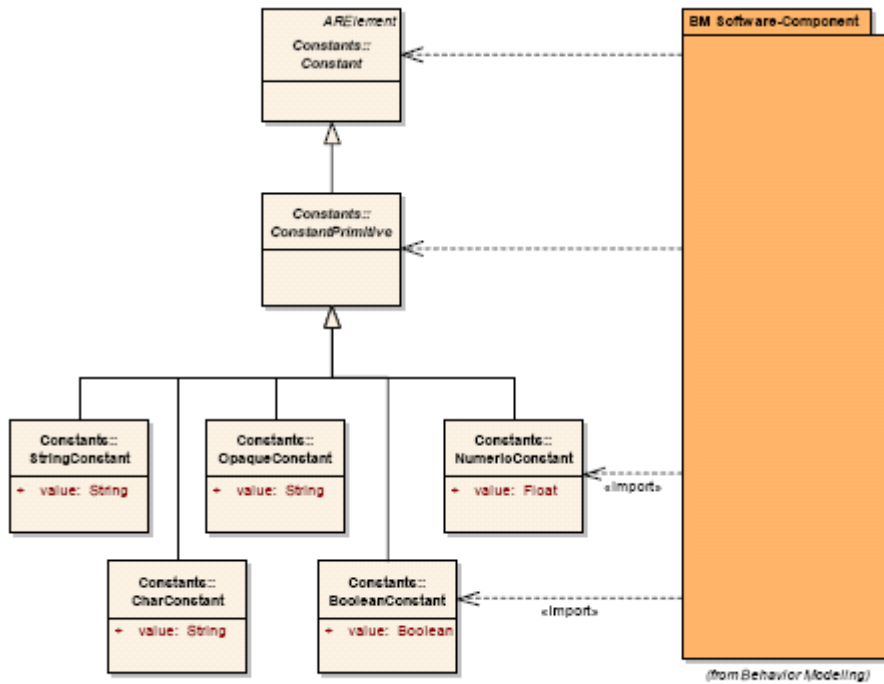 ARElement
Constants::
Constant
BM Software-Component
Constants::
ConstantPrimitive
Constants::
StringConstant
+ value: String
Constants::
OpaqueConstant
+ value: String
Constants::
NumericConstant
+ value: Float
«import»
Constants::
CharConstant
+ value: String
Constants::
BooleanConstant
+ value: Boolean
«import»
(from Behavior Modeling)